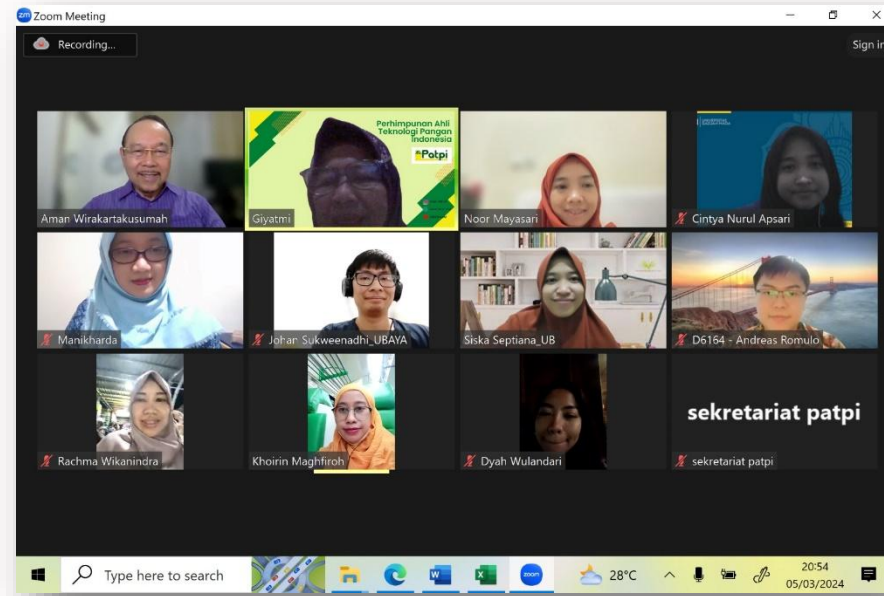 Zoom Meeting
Recording...
Sign in
Perhimpunan Ahli
Teknologi Pangan
Indonesia
Patpi
Aman Wirakartakusumah
Giyatmi
Noor Mayasari
Cintya Nurul Apsari
Manikharda
Johan Sukweenadhi_UBAYA
Siska Septiana_UB
D6164 - Andreas Romulo
sekretariat patpi
Rachma Wikanindra
Khoirin Maghfiroh
Dyah Wulandari
sekretariat patpi
Type here to search
zoom
28°C
20:54
05/03/2024